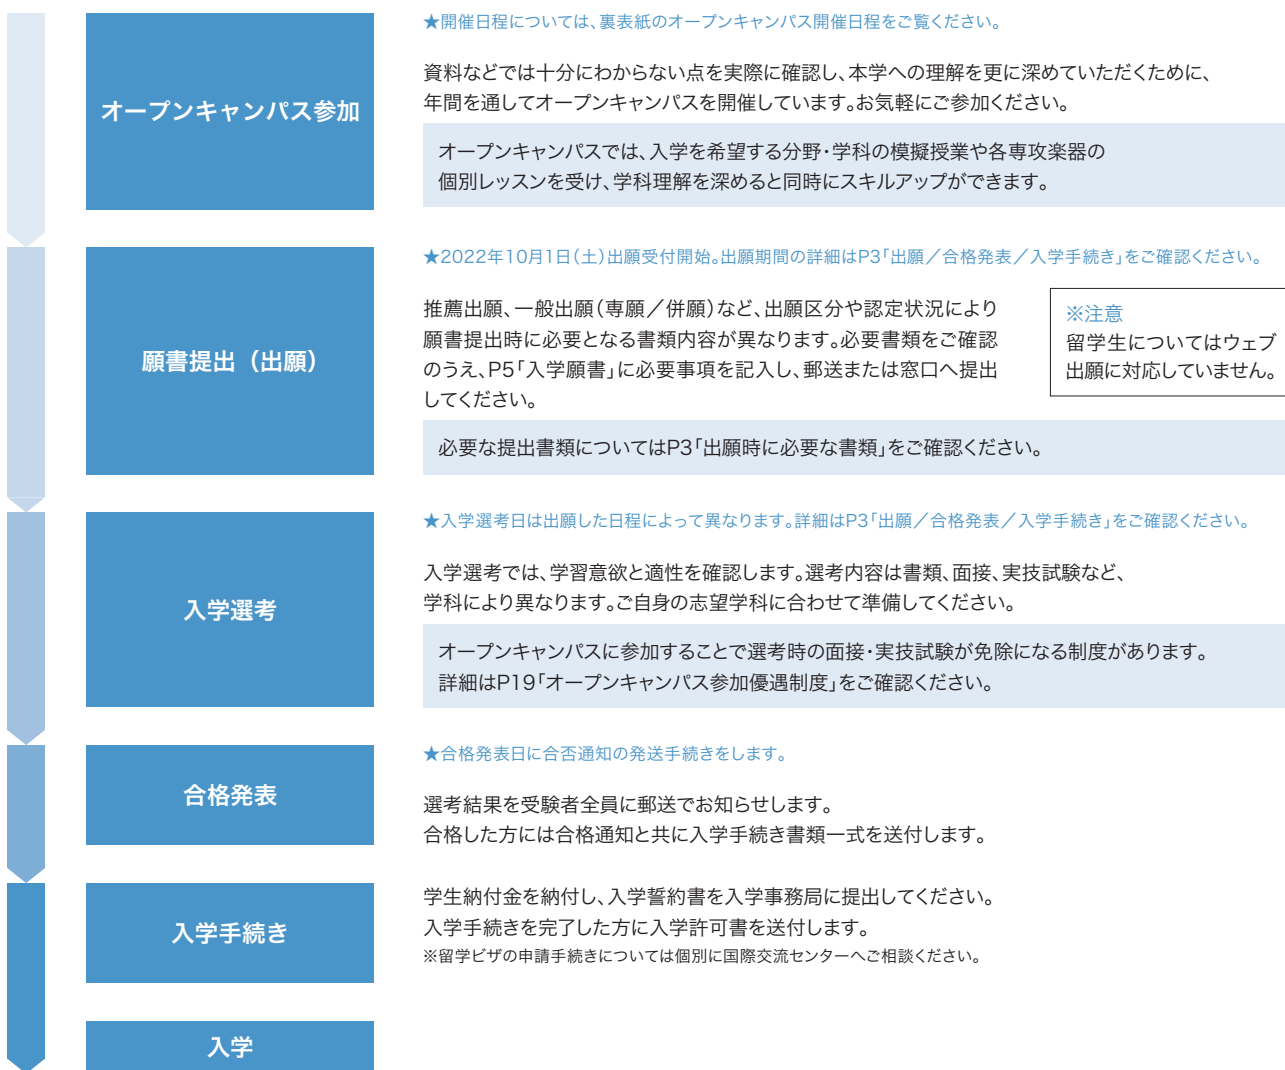 オープンキャンパス参加
★開催日程については、裏表紙のオープンキャンパス開催日程をご覧ください。
資料などでは十分にわからない点を実際に確認し、本学への理解を更に深めていただくために、
年間を通してオープンキャンパスを開催しています。お気軽にご参加ください。
オープンキャンパスでは、入学を希望する分野・学科の模擬授業や各専攻楽器の
個別レッスンを受け、学科理解を深めると同時にスキルアップができます。
願書提出（出願）
★2022年10月1日（土）出願受付開始。出願期間の詳細はP3「出願／合格発表／入学手続き」をご確認ください。
推薦出願、一般出願（専願／併願）など、出願区分や認定状況により
願書提出時に必要となる書類内容が異なります。必要書類をご確認
のうえ、P5「入学願書」に必要事項を記入し、郵送または窓口へ提出
してください。
※注意
留学生についてはウェブ
出願に対応していません。
必要な提出書類についてはP3「出願時に必要な書類」をご確認ください。
入学選考
★入学選考日は出願した日程によって異なります。詳細はP3「出願／合格発表／入学手続き」をご確認ください。
入学選考では、学習意欲と適性を確認します。選考内容は書類、面接、実技試験など、
学科により異なります。ご自身の志望学科に合わせて準備してください。
オープンキャンパスに参加することで選考時の面接・実技試験が免除になる制度があります。
詳細はP19「オープンキャンパス参加優遇制度」をご確認ください。
合格発表
★合格発表日に合否通知の発送手続きをします。
選考結果を受験者全員に郵送でお知らせします。
合格した方には合格通知と共に入学手続き書類一式を送付します。
入学手続き
学生納付金を納付し、入学誓約書を入学事務局に提出してください。
入学手続きを完了した方に入学許可書を送付します。
※留学ビザの申請手続きについては個別に国際交流センターへご相談ください。
入学